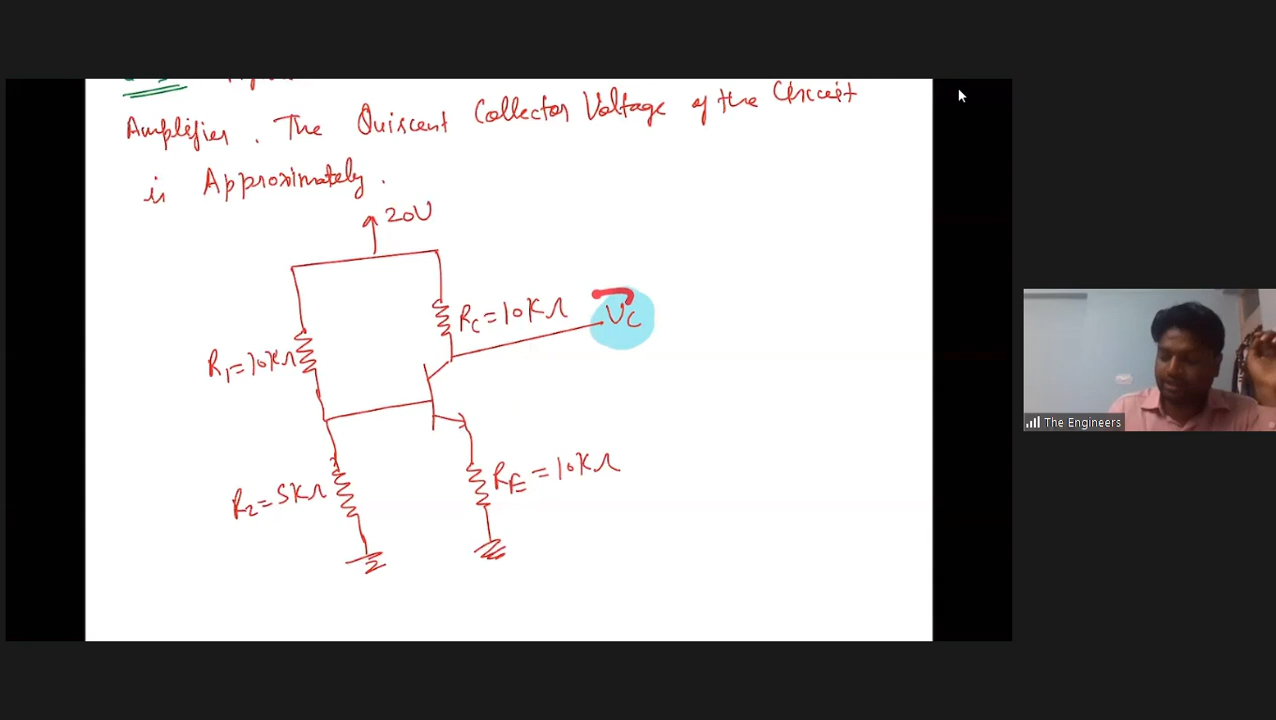 Amplifier. The Quiscent Collector Voltage of the Circuit
is Approximately.
20V
RC=10KΩ
VC
R1=10KΩ
R2=5KΩ
RE=10KΩ
The Engineers